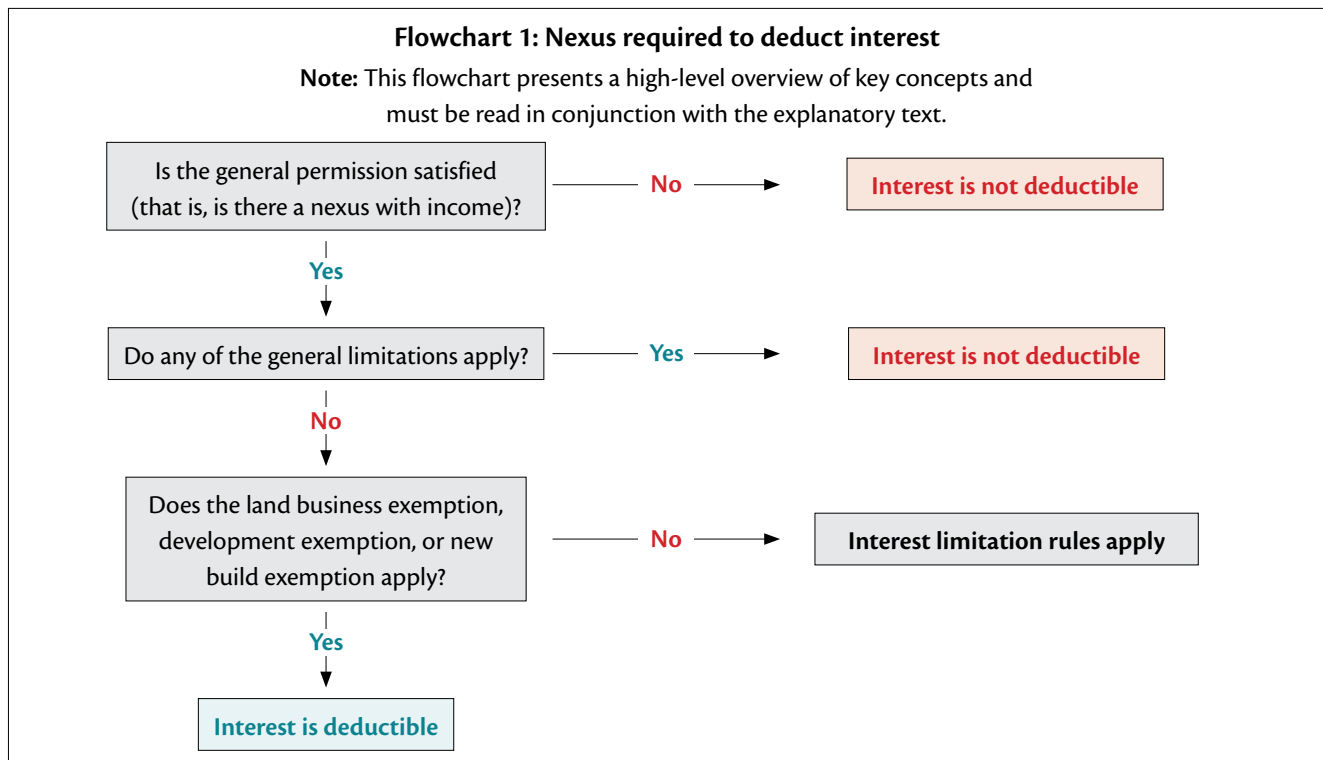 Flowchart 1: Nexus required to deduct interest
Note: This flowchart presents a high-level overview of key concepts and
must be read in conjunction with the explanatory text.
Is the general permission satisfied
(that is, is there a nexus with income)?
No
Interest is not deductible
Yes
Do any of the general limitations apply?
Yes
Interest is not deductible
No
Does the land business exemption,
development exemption, or new
build exemption apply?
No
Interest limitation rules apply
Yes
Interest is deductible